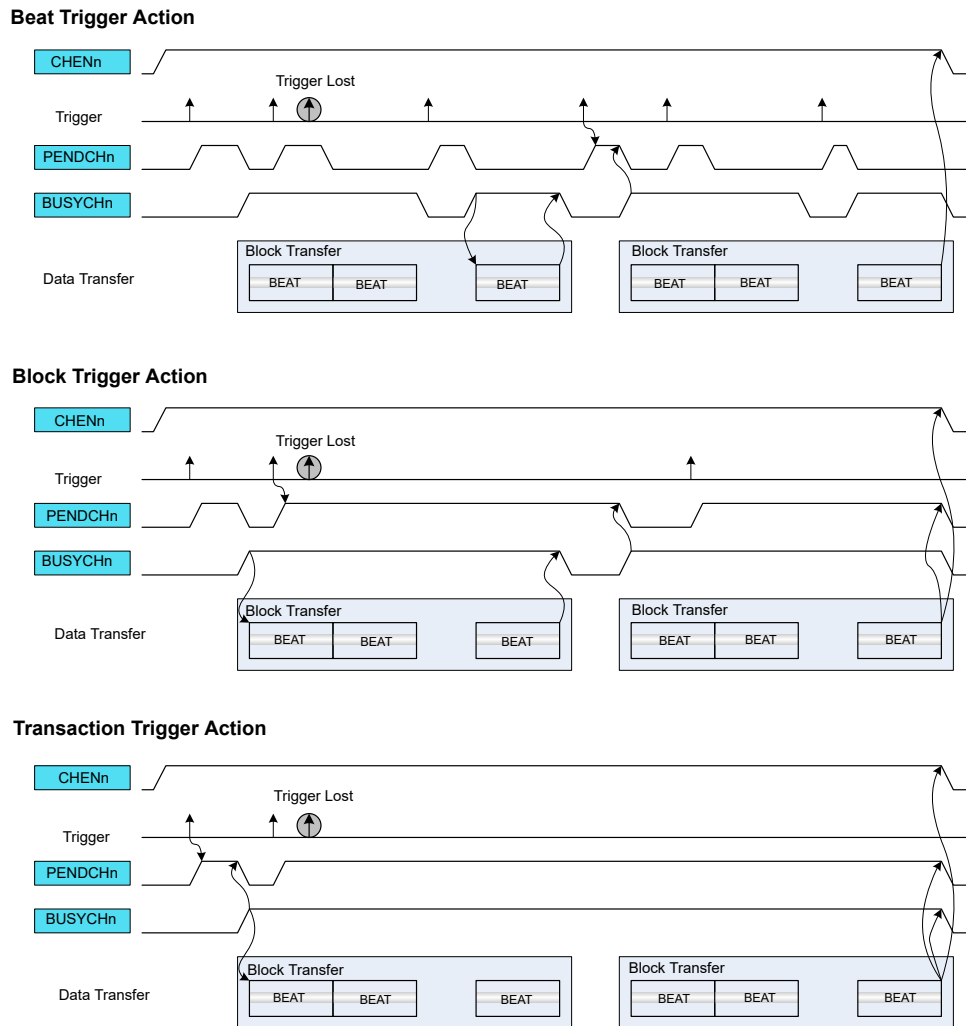 Beat Trigger Action
CHENn
Trigger Lost
Trigger
PENDCHn
BUSYCHn
Block Transfer
Block Transfer
Data Transfer
BEAT
BEAT
BEAT
BEAT
BEAT
BEAT
Block Trigger Action
CHENn
Trigger Lost
Trigger
PENDCHn
BUSYCHn
Block Transfer
Block Transfer
Data Transfer
BEAT
BEAT
BEAT
BEAT
BEAT
BEAT
Transaction Trigger Action
CHENn
Trigger Lost
Trigger
PENDCHn
BUSYCHn
Block Transfer
Block Transfer
Data Transfer
BEAT
BEAT
BEAT
BEAT
BEAT
BEAT